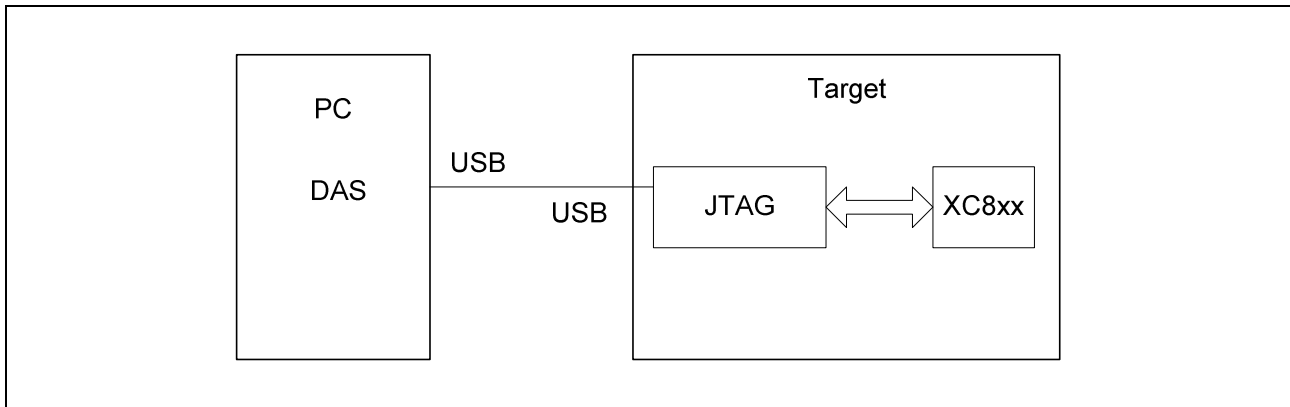 PC
DAS
USB
USB
Target
JTAG
XC8xx